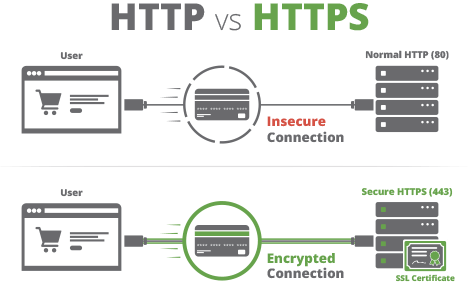 HTTP vs HTTPS
User
Normal HTTP (80)
Insecure
Connection
User
Secure HTTPS (443)
Encrypted
Connection
SSL Certificate